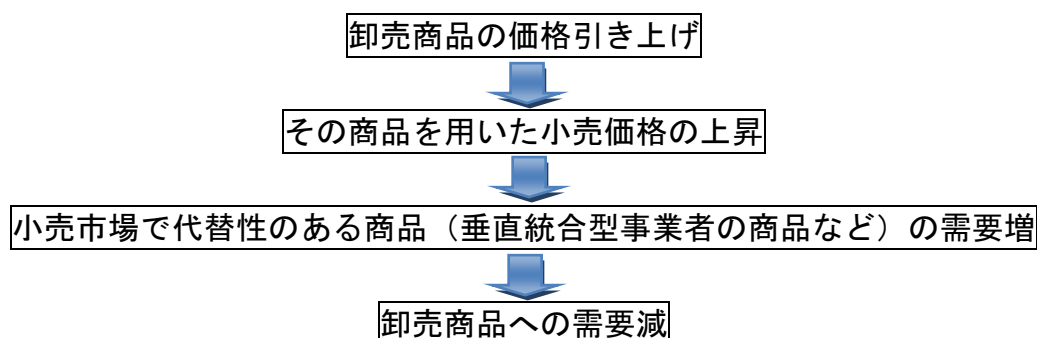 卸売商品の価格引き上げ
その商品を用いた小売価格の上昇
小売市場で代替性のある商品（垂直統合型事業者の商品など）の需要増
卸売商品への需要減